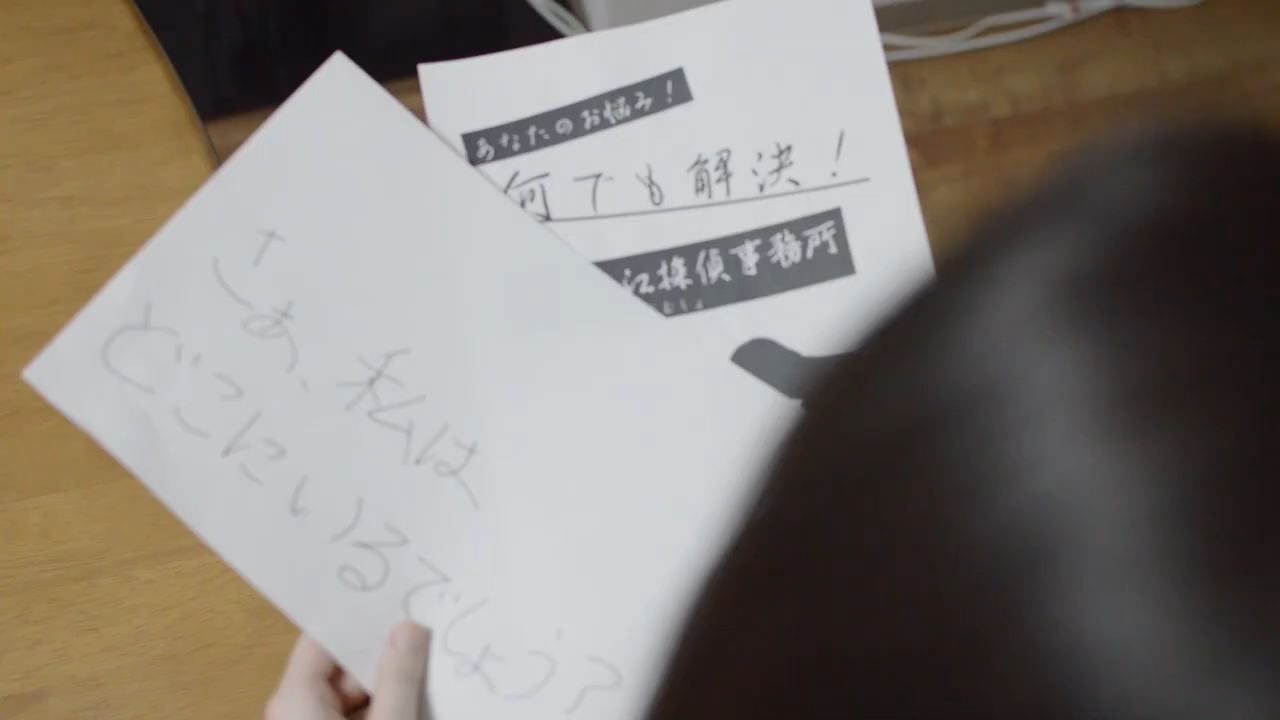 あなたのお悩み!
何でも解決!
江探偵事務所
さあ、私は
どこにいるでしょう?